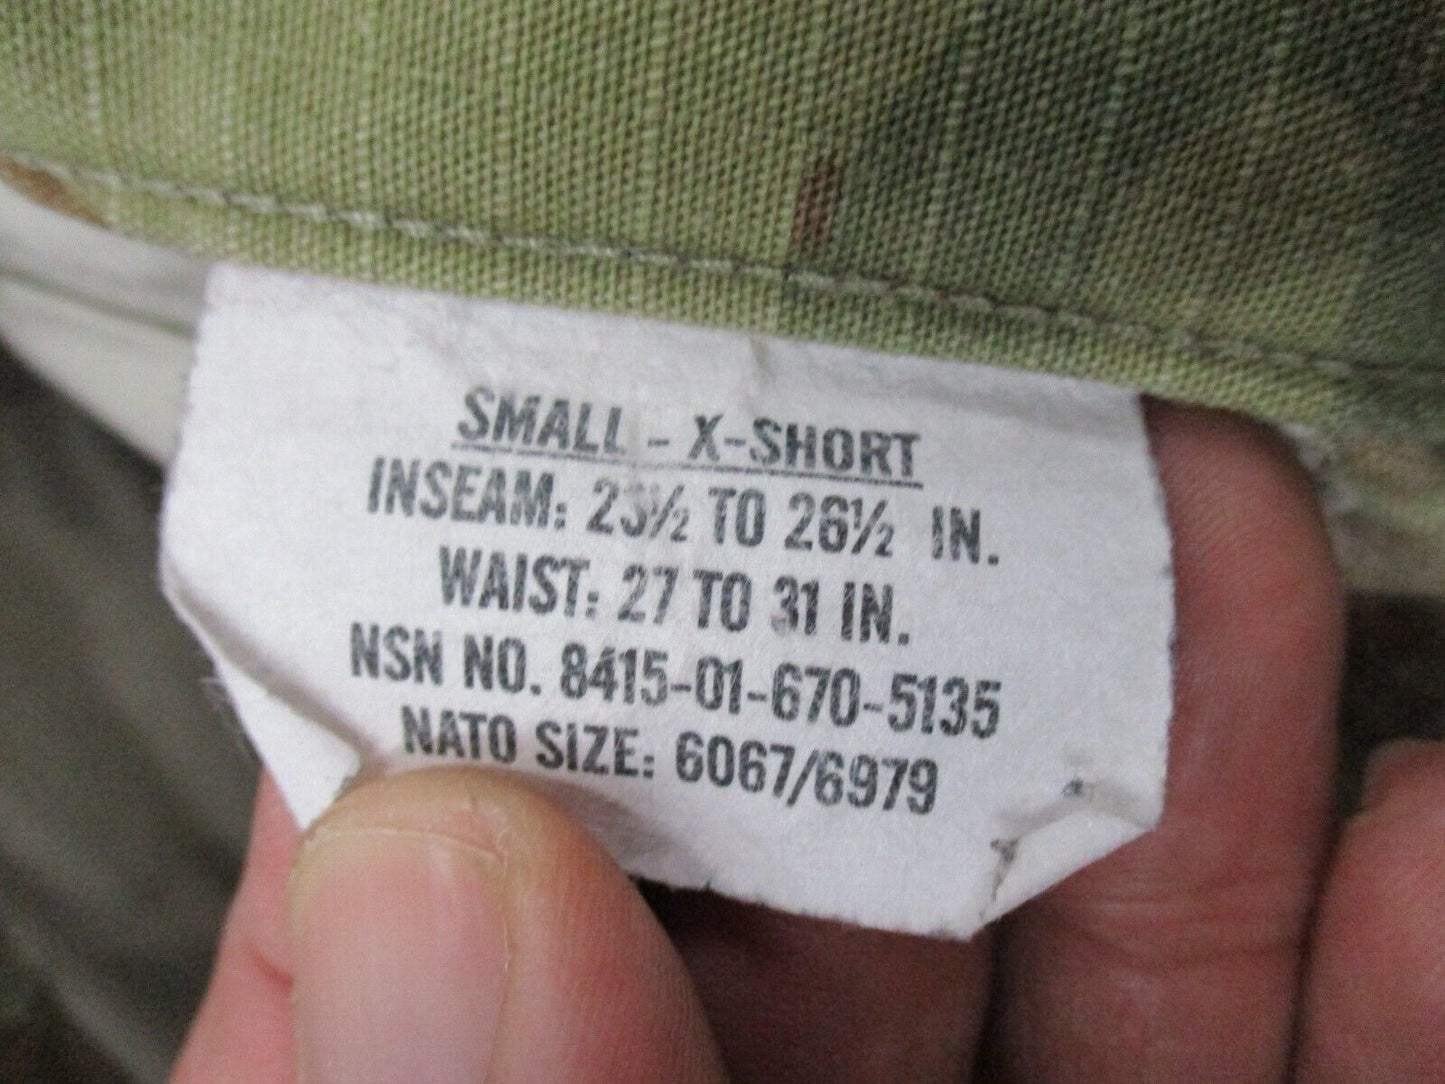 SMALL - X-SHORT
INSEAM: 23½ TO 26½ IN.
WAIST: 27 TO 31 IN.
NSN NO. 8415-01-670-5135
NATO SIZE: 6067/6979